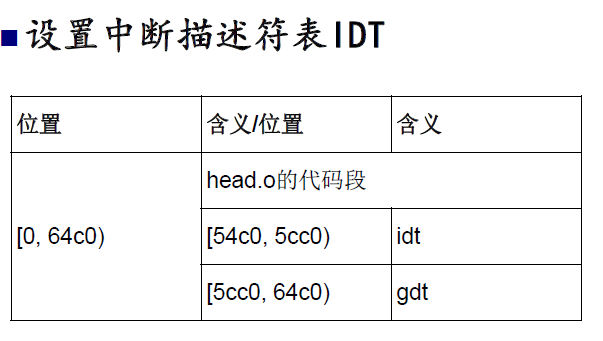 设置中断描述符表IDT
位置 含义/位置 含义
head.o的代码段
[0, 64c0) [54c0, 5cc0) idt
[5cc0, 64c0) gdt